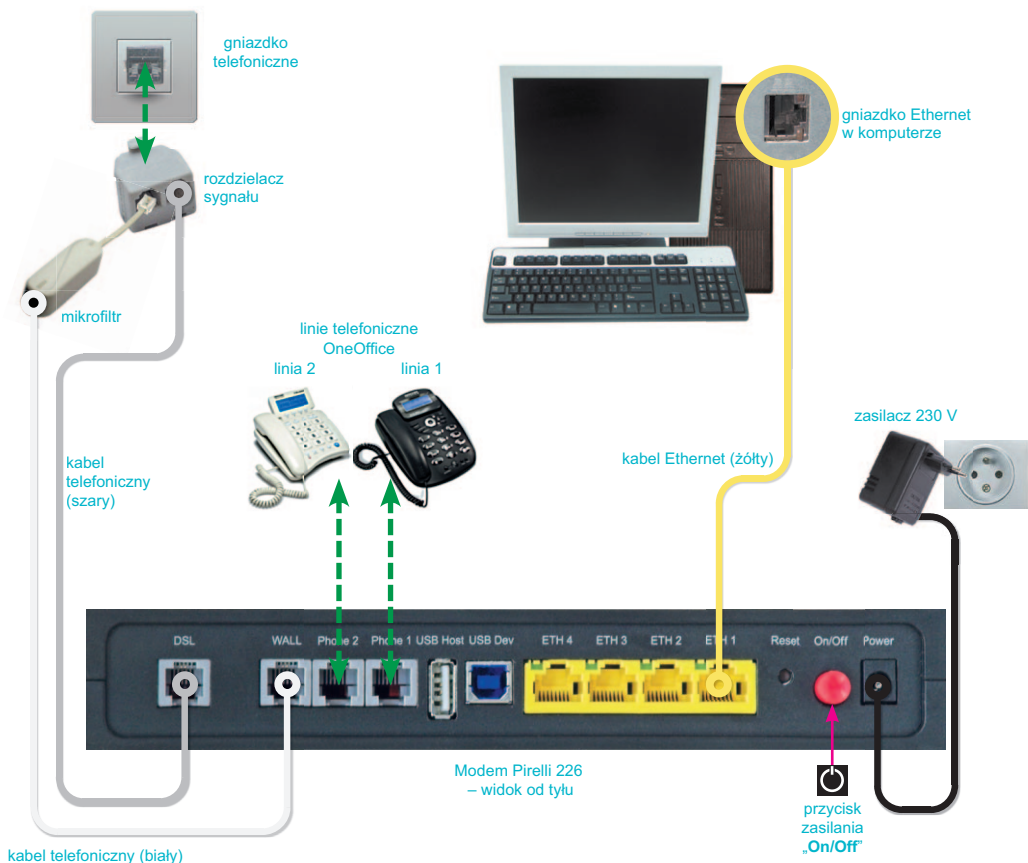 gniazdko
telefoniczne
gniazdko Ethernet
w komputerze
rozdzielacz
sygnału
mikrofiltr
linie telefoniczne
OneOffice
linia 2
linia 1
zasilacz 230 V
kabel
telefoniczny
(szary)
kabel Ethernet (żółty)
DSL
WALL
Phone 2
Phone 1
USB Host
USB Dev
ETH 4
ETH 3
ETH 2
ETH 1
Reset
On/Off
Power
Modem Pirelli 226
– widok od tyłu
przycisk
zasilania
„On/Off”
kabel telefoniczny (biały)